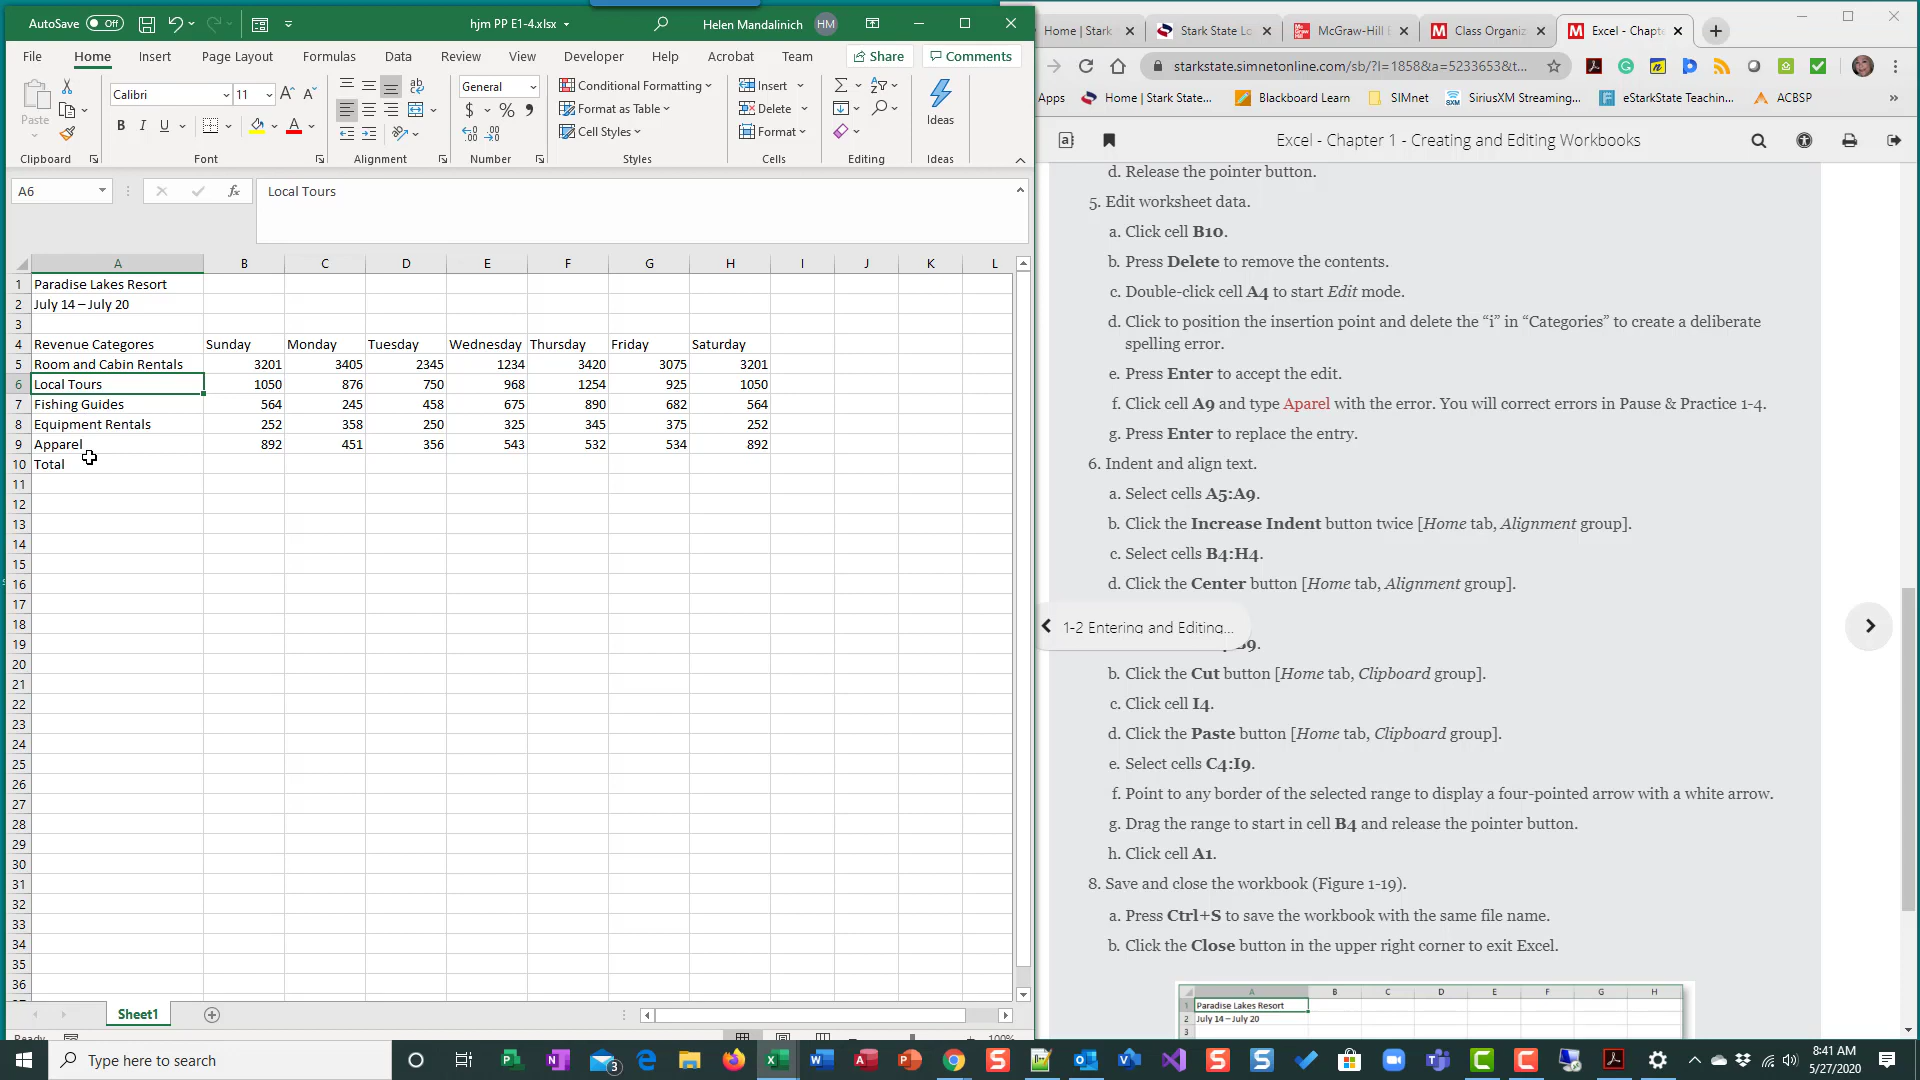 AutoSave Off hjm PP E1-4.xlsx Helen Mandalinich HM
File Home Insert Page Layout Formulas Data Review View Developer Help Acrobat Team Share Comments
Paste
Calibri 11
B I U A
General
$ % ,
Conditional Formatting
Format as Table
Cell Styles
Insert
Delete
Format
Ideas
Clipboard Font Alignment Number Styles Cells Editing Ideas
A6 fx Local Tours
A B C D E F G H I J K L
1 Paradise Lakes Resort
2 July 14 – July 20
3
4 Revenue Categores Sunday Monday Tuesday Wednesday Thursday Friday Saturday
5 Room and Cabin Rentals 3201 3405 2345 1234 3420 3075 3201
6 Local Tours 1050 876 750 968 1254 925 1050
7 Fishing Guides 564 245 458 675 890 682 564
8 Equipment Rentals 252 358 250 325 345 375 252
9 Apparel 892 451 356 543 532 534 892
10 Total
11
12
13
14
15
16
17
18
19
20
21
22
23
24
25
26
27
28
29
30
31
32
33
34
35
36
Sheet1
Ready 100%
Home | Stark Stark State Lo McGraw-Hill E Class Organiz Excel - Chapte
starkstate.simnetonline.com/sb/?l=1858&a=5233653&t...
Apps Home | Stark State... Blackboard Learn SIMnet SiriusXM Streaming... eStarkState Teachin... ACBSP
Excel - Chapter 1 - Creating and Editing Workbooks
d. Release the pointer button.
5. Edit worksheet data.
a. Click cell B10.
b. Press Delete to remove the contents.
c. Double-click cell A4 to start Edit mode.
d. Click to position the insertion point and delete the “i” in “Categories” to create a deliberate
spelling error.
e. Press Enter to accept the edit.
f. Click cell A9 and type Aparel with the error. You will correct errors in Pause & Practice 1-4.
g. Press Enter to replace the entry.
6. Indent and align text.
a. Select cells A5:A9.
b. Click the Increase Indent button twice [Home tab, Alignment group].
c. Select cells B4:H4.
d. Click the Center button [Home tab, Alignment group].
1-2 Entering and Editing...
b. Click the Cut button [Home tab, Clipboard group].
c. Click cell I4.
d. Click the Paste button [Home tab, Clipboard group].
e. Select cells C4:I9.
f. Point to any border of the selected range to display a four-pointed arrow with a white arrow.
g. Drag the range to start in cell B4 and release the pointer button.
h. Click cell A1.
8. Save and close the workbook (Figure 1-19).
a. Press Ctrl+S to save the workbook with the same file name.
b. Click the Close button in the upper right corner to exit Excel.
A B C D E F G H
1 Paradise Lakes Resort
2 July 14 – July 20
3
Type here to search
3
8:41 AM
5/27/2020